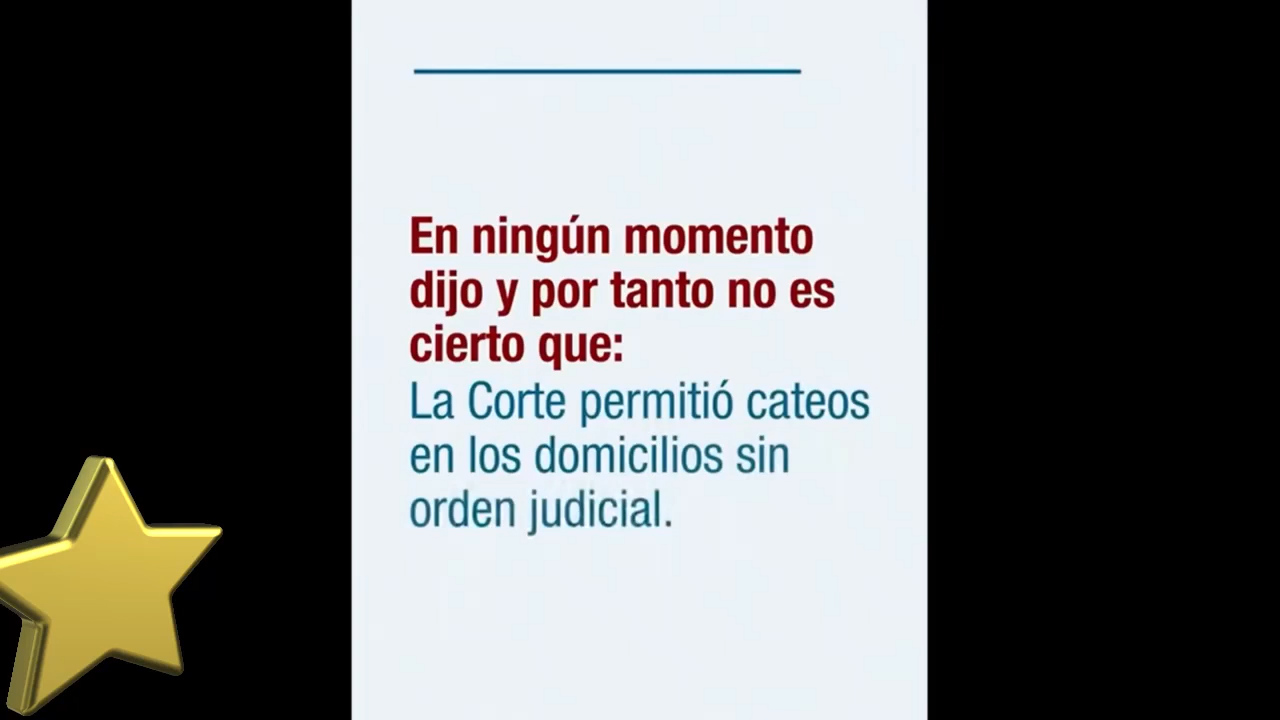 En ningún momento
dijo y por tanto no es
cierto que:
La Corte permitió cateos
en los domicilios sin
orden judicial.